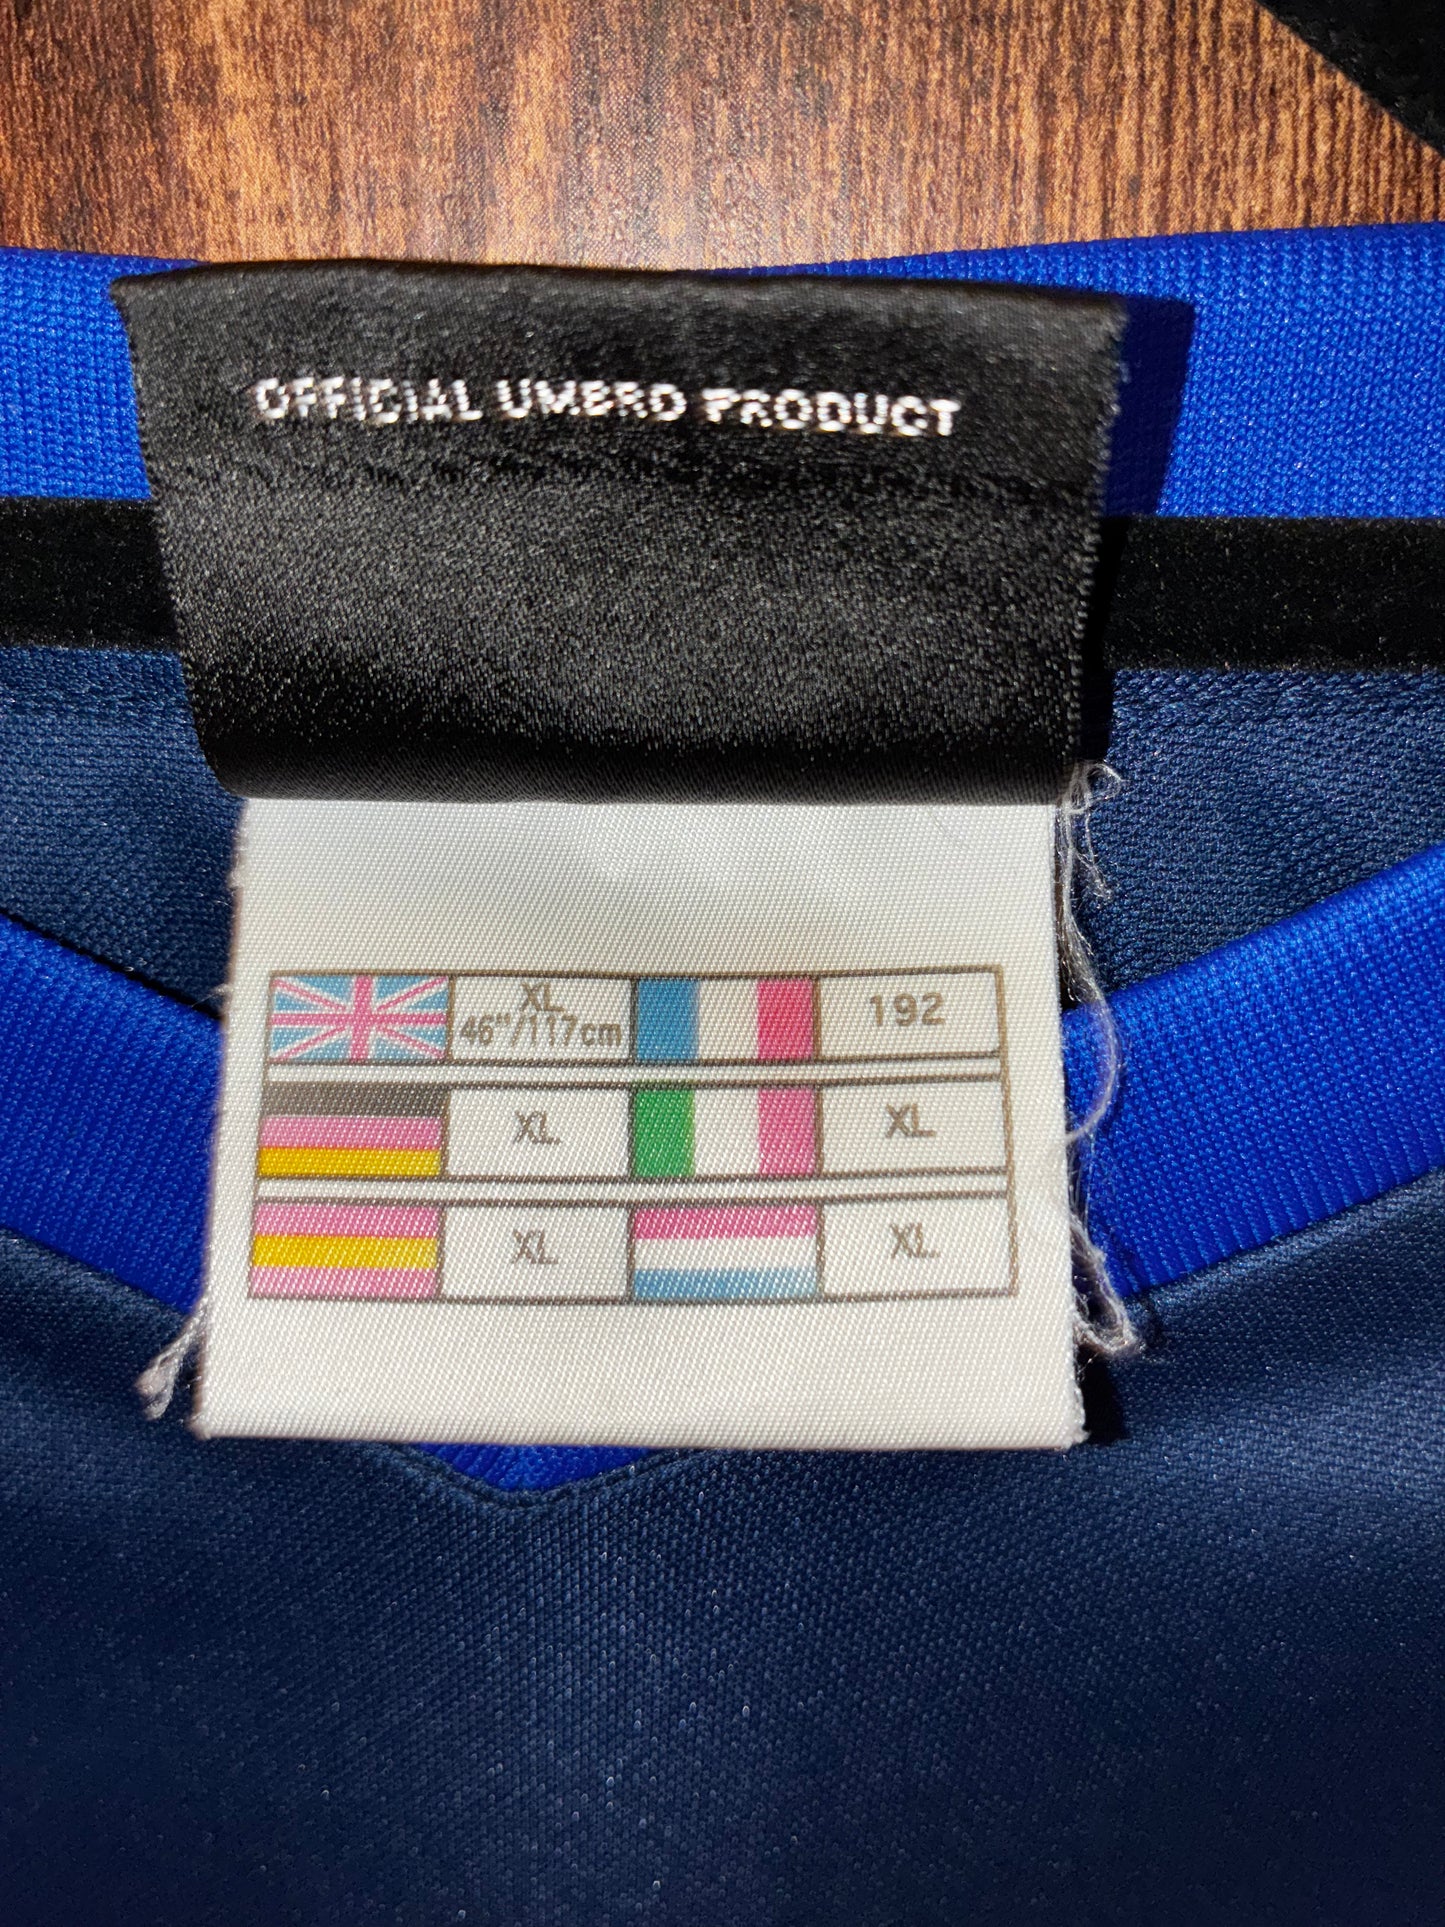 OFFICIAL UMBRO PRODUCT
XL
46"/117cm
192
XL
XL
XL
XL